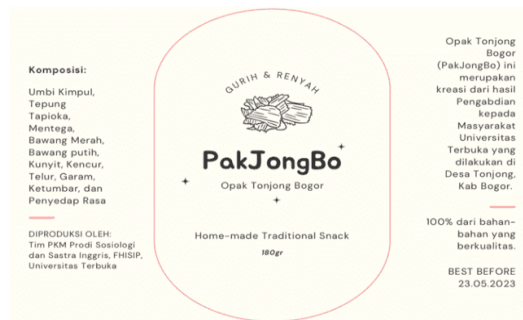 Komposisi:
Umbi Kimpul,
Tepung
Tapioka,
Mentega,
Bawang Merah,
Bawang putih,
Kunyit, Kencur,
Telur, Garam,
Ketumbar, dan
Penyedap Rasa
DIPRODUKSI OLEH:
Tim PKM Prodi Sosiologi
dan Sastra Inggris, FHISIP,
Universitas Terbuka
GURIH & RENYAH
PakJongBo
Opak Tonjong Bogor
Home-made Traditional Snack
180gr
Opak Tonjong
Bogor
(PakJongBo) ini
merupakan
kreasi dari hasil
Pengabdian
kepada
Masyarakat
Universitas
Terbuka yang
dilakukan di
Desa Tonjong,
Kab Bogor.
100% dari bahan-
bahan yang
berkualitas.
BEST BEFORE
23.05.2023